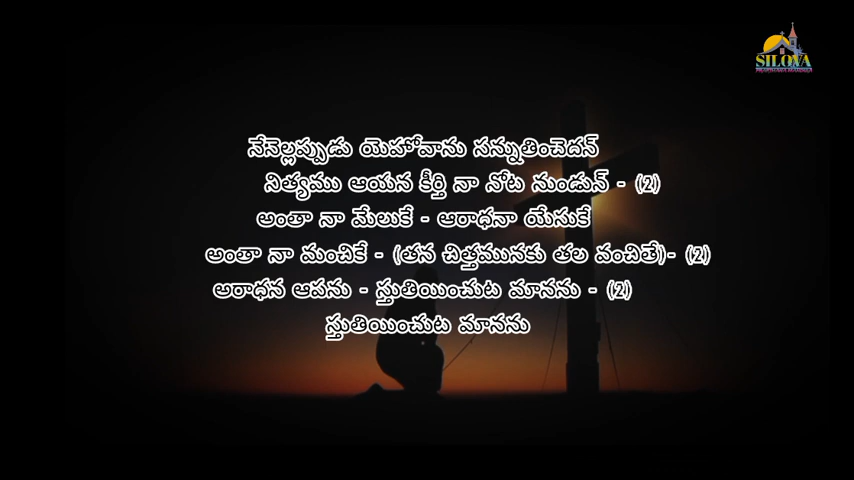 SILOVA
నేనెల్లప్పుడు యెహోవాను సన్నుతించెదన్
నిత్యము ఆయన కీర్తి నా నోట నుండున్ - (2)
అంతా నా మేలుకే - ఆరాధనా యేసుకే
అంతా నా మంచికే - (తన చిత్తమునకు తల వంచితే)- (2)
అరాధన ఆపను - స్తుతియించుట మానను - (2)
స్తుతియించుట మానను